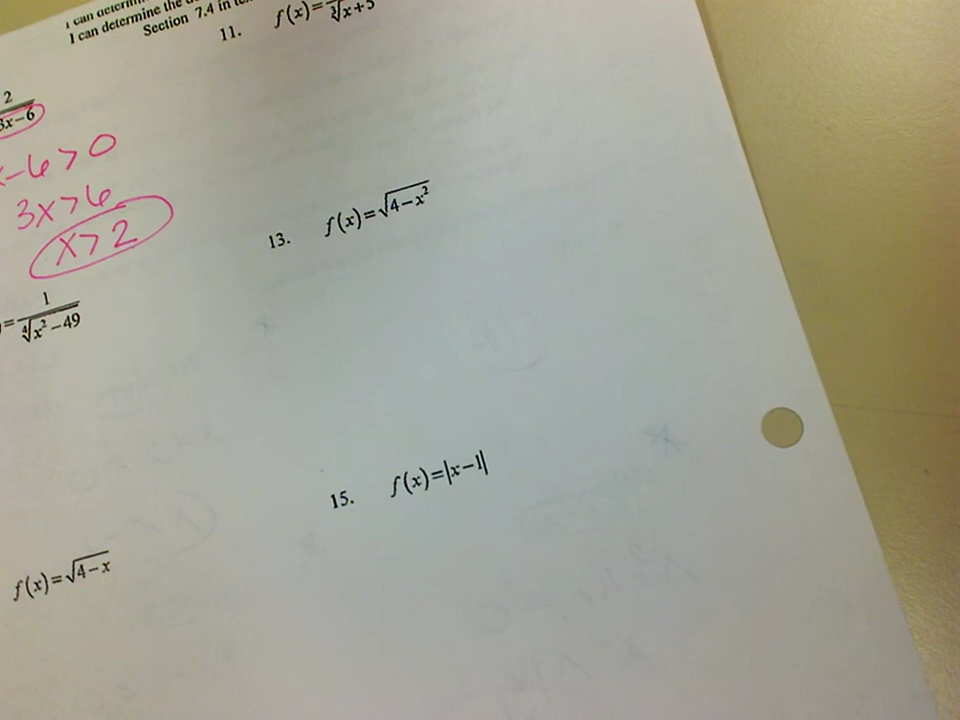 I can determine the
Section 7.4 in
11. f(x)= ∛x+5
2
3x−6
-6>0
3x>6
x>2
13. f(x)=√4−x²
=1/∜x²−49
15. f(x)=|x−1|
f(x)=√4−x